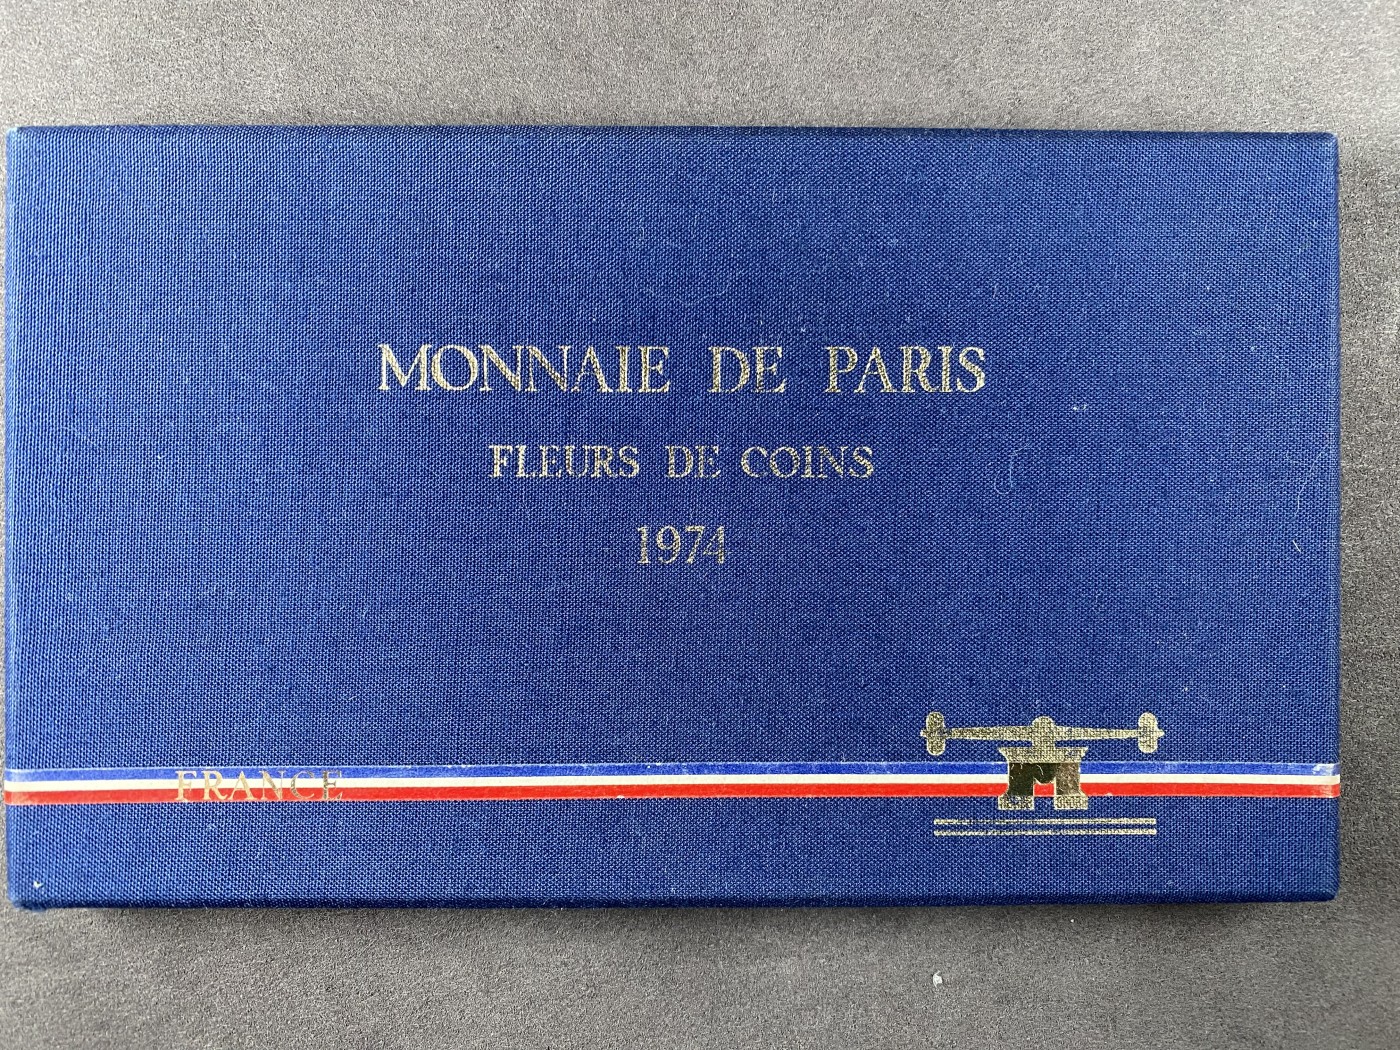 MONNAIE DE PARIS
FLEURS DE COINS
1974
FRANCE